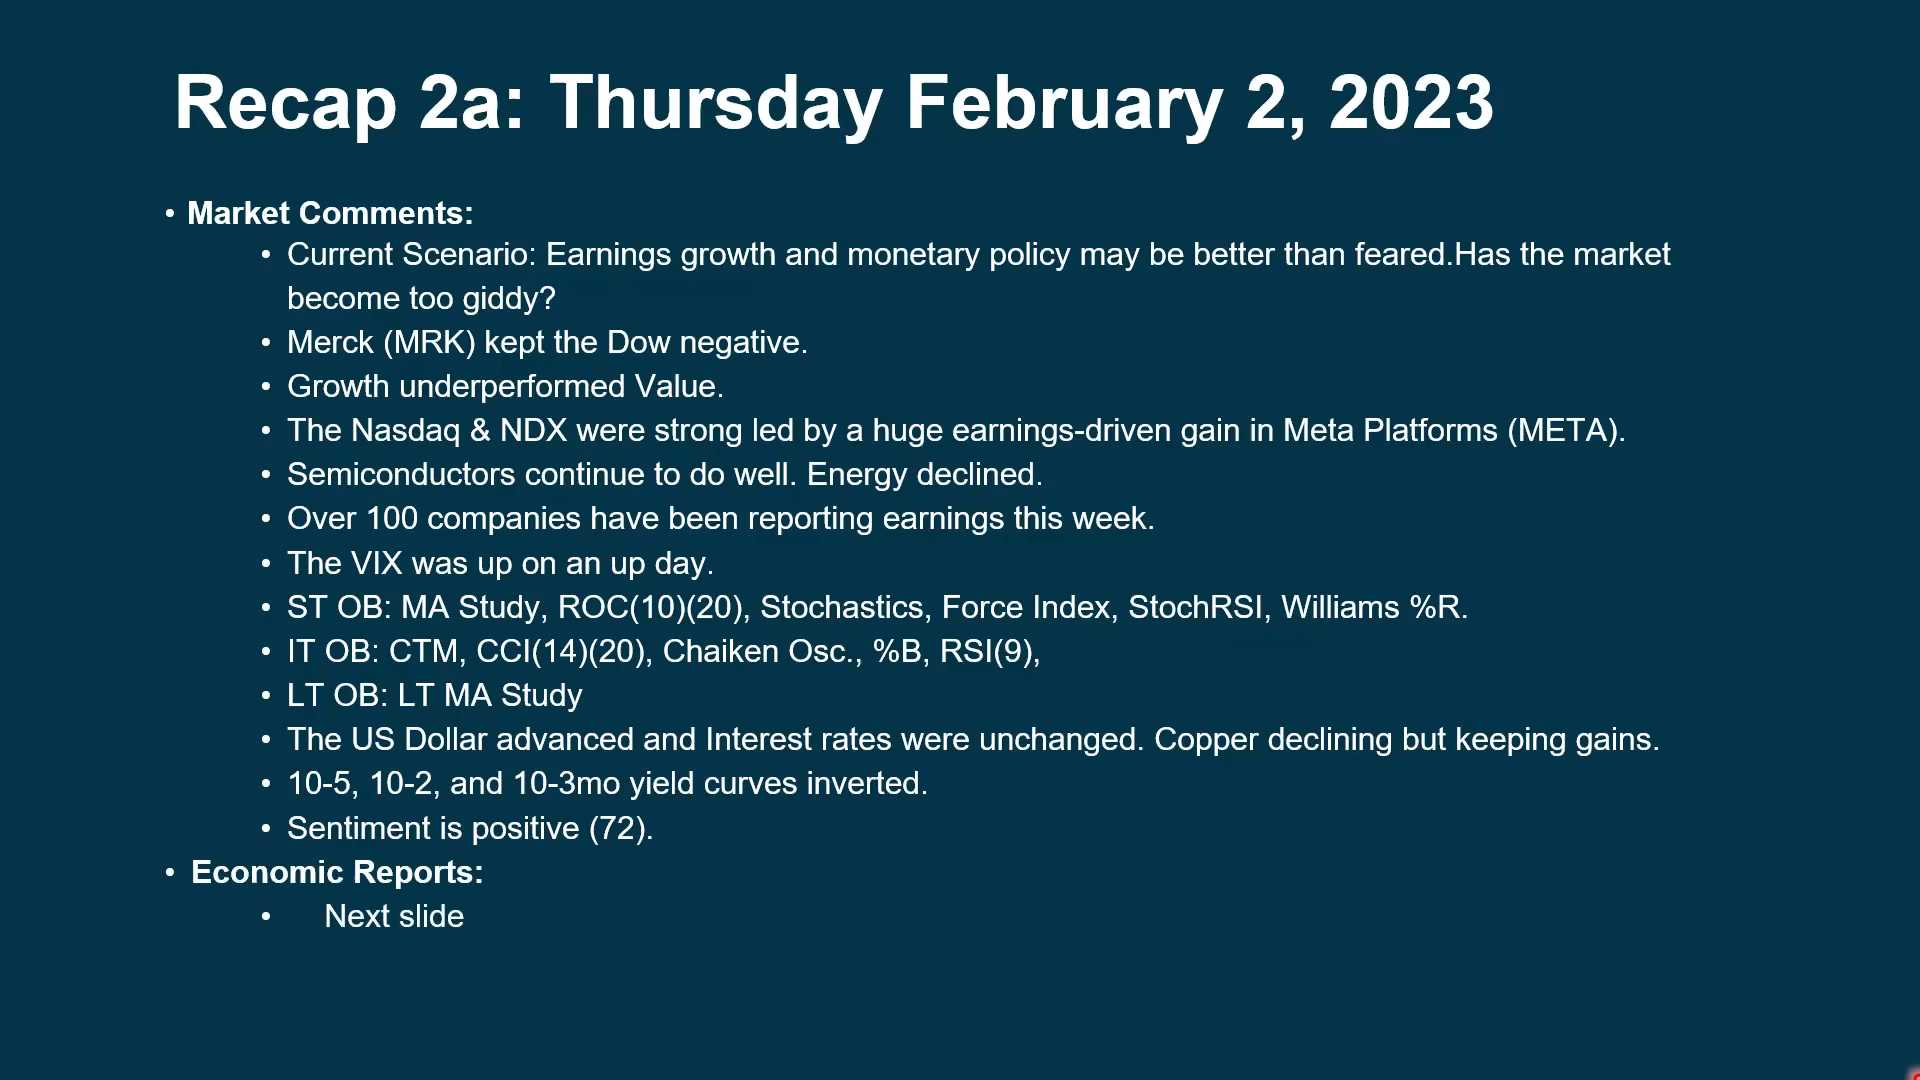 Recap 2a: Thursday February 2, 2023
• Market Comments:
• Current Scenario: Earnings growth and monetary policy may be better than feared.Has the market
become too giddy?
• Merck (MRK) kept the Dow negative.
• Growth underperformed Value.
• The Nasdaq & NDX were strong led by a huge earnings-driven gain in Meta Platforms (META).
• Semiconductors continue to do well. Energy declined.
• Over 100 companies have been reporting earnings this week.
• The VIX was up on an up day.
• ST OB: MA Study, ROC(10)(20), Stochastics, Force Index, StochRSI, Williams %R.
• IT OB: CTM, CCI(14)(20), Chaiken Osc., %B, RSI(9),
• LT OB: LT MA Study
• The US Dollar advanced and Interest rates were unchanged. Copper declining but keeping gains.
• 10-5, 10-2, and 10-3mo yield curves inverted.
• Sentiment is positive (72).
• Economic Reports:
• Next slide